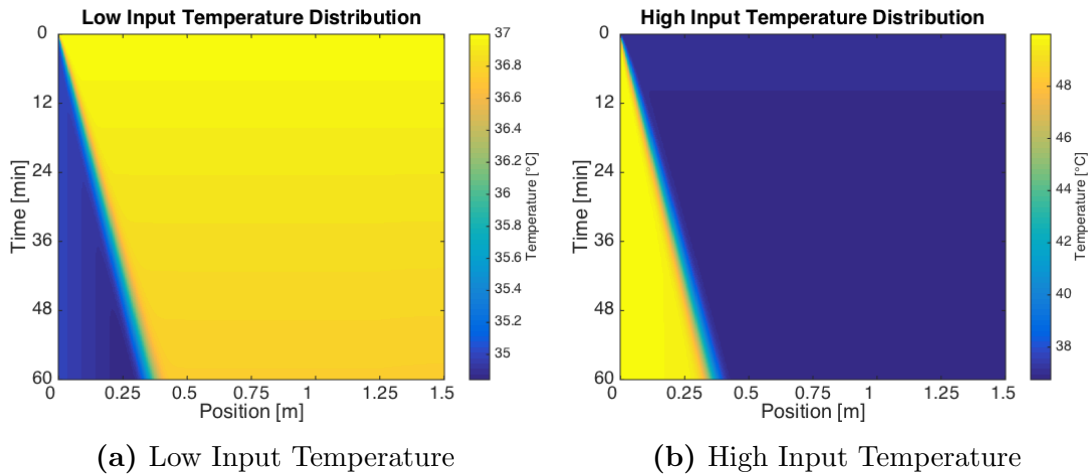 Low Input Temperature Distribution
0
12
24
36
48
60
Time [min]
0 0.25 0.5 0.75 1 1.25 1.5
Position [m]
37
36.8
36.6
36.4
36.2
36
35.8
35.6
35.4
35.2
35
Temperature [°C]
(a) Low Input Temperature
High Input Temperature Distribution
0
12
24
36
48
60
Time [min]
0 0.25 0.5 0.75 1 1.25 1.5
Position [m]
48
46
44
42
40
38
Temperature [°C]
(b) High Input Temperature